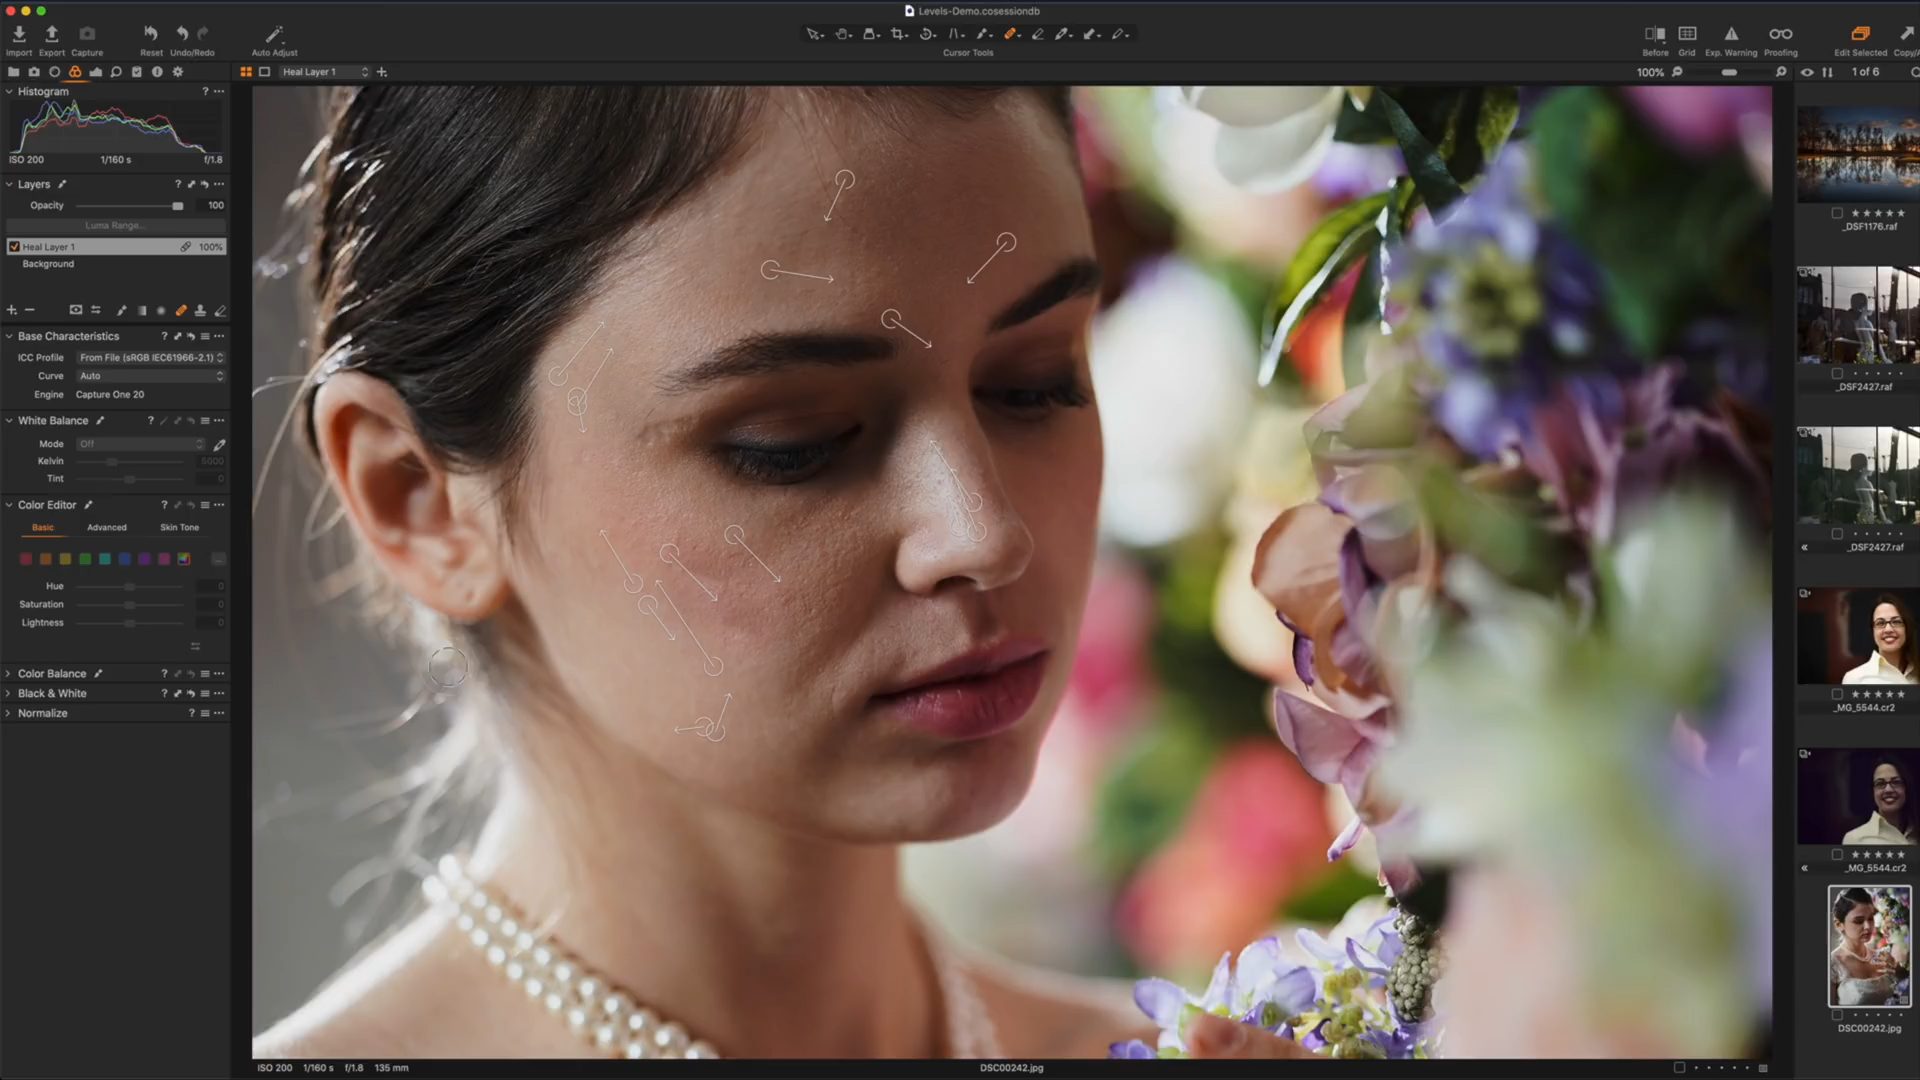 Levels-Demo.cosessiondb
Import Export Capture Reset Undo/Redo Auto Adjust
Cursor Tools
Before Grid Exp. Warning Proofing Edit Selected
Heal Layer 1
100%
1 of 6
Histogram ?
ISO 200 1/160 s f/1.8
Layers ?
Opacity 100
Luma Range...
Heal Layer 1 100%
Background
Base Characteristics ?
ICC Profile From File (sRGB IEC61966-2.1)
Curve Auto
Engine Capture One 20
White Balance ?
Mode Off
Kelvin 5600
Tint 0
Color Editor ?
Basic Advanced Skin Tone
Hue 0
Saturation 0
Lightness 0
Color Balance ?
Black & White ?
Normalize ?
ISO 200 1/160 s f/1.8 135 mm
DSC00242.jpg
_DSF1176.raf
_DSF2427.raf
_DSF2427.raf
_MG_5544.cr2
_MG_5544.cr2
DSC00242.jpg